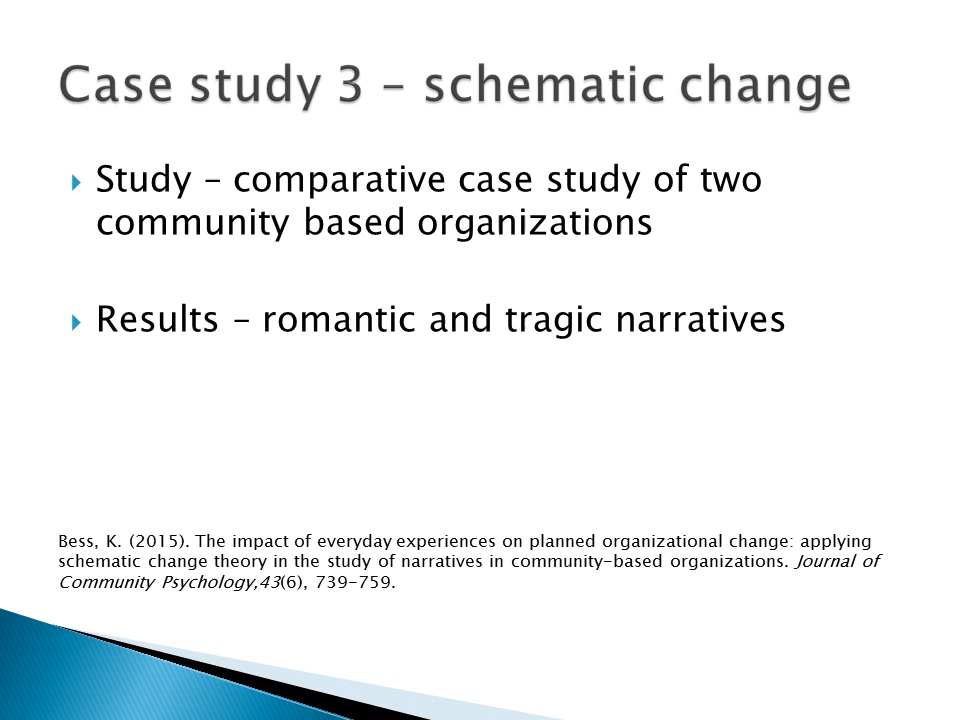 Case study 3 – schematic change
Study – comparative case study of two
community based organizations
Results – romantic and tragic narratives
Bess, K. (2015). The impact of everyday experiences on planned organizational change: applying
schematic change theory in the study of narratives in community-based organizations. Journal of
Community Psychology,43(6), 739-759.